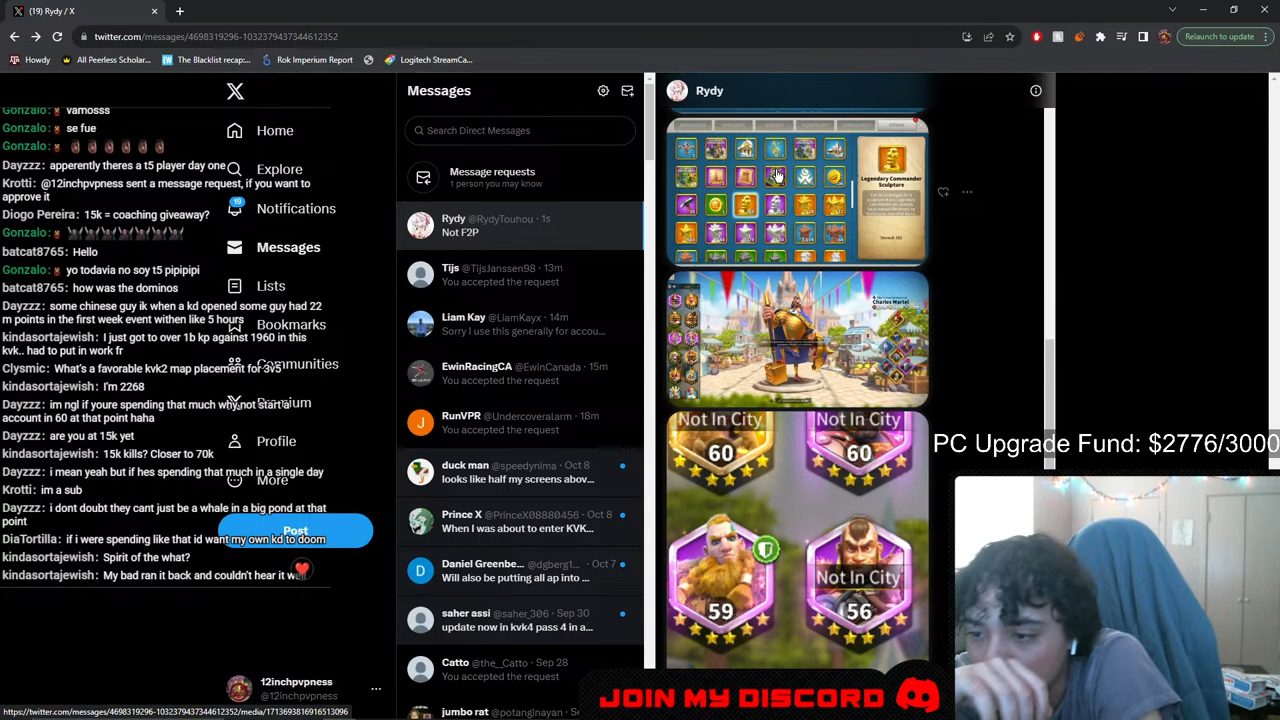 (19) Rydy / X
twitter.com/messages/4698319296-1032379437344612352
Relaunch to update
Howdy
All Peerless Scholar...
The Blacklist recap...
Rok Imperium Report
Logitech StreamCa...
Gonzalo: vamosss
Gonzalo: se fue
Gonzalo:
Dayzzz: apperently theres a t5 player day one
Krotti: @12inchpvpness sent a message request, if you want to
approve it
Diogo Pereira: 15k = coaching giveaway?
Gonzalo:
batcat8765: Hello
Gonzalo: yo todavia no soy t5 pipipipi
batcat8765: how was the dominos
Dayzzz: some chinese guy ik when a kd opened some guy had 22
m points in the first week event withen like 5 hours
kindasortajewish: I just got to over 1b vp against 1960 in this
kvk.. had to put in work fr
Clysmic: What's a favorable kvk2 map placement for 3v5
kindasortajewish: I'm 2268
Dayzzz: im ngl if youre spending that much why not start a
account in 60 at that point haha
Dayzzz: are you at 15k yet
kindasortajewish: 15k kills? Closer to 70k
Dayzzz: i mean yeah but if hes spending that much in a single day
Krotti: im a sub
Dayzzz: i dont doubt they cant just be a whale in a big pond at that
point
DiaTortilla: if i were spending like that id want my own kd to doom
kindasortajewish: Spirit of the what?
kindasortajewish: My bad ran it back and couldn't hear it well
Home
Explore
19
Notifications
Messages
Lists
Bookmarks
Communities
Premium
Profile
More
Post
12inchpvpness
@12inchpvpness
https://twitter.com/messages/4698319296-1032379437344612352/media/1713693816919513096
Messages
Search Direct Messages
Message requests
1 person you may know
Rydy @RydyTouhou · 1s
Not F2P
Tijs @TijsJanssen98 · 13m
You accepted the request
Liam Kay @LiamKayx · 14m
Sorry I use this generally for accou...
EwinRacingCA @EwinCanada · 15m
You accepted the request
RunVPR @Undercoveralarm · 18m
You accepted the request
duck man @speedynima · Oct 8
looks like half my screens abov...
Prince X @PrinceX08880456 · Oct 8
When I was about to enter KVK...
Daniel Greenbe... @dgberg1... · Oct 7
Will also be putting all ap into ...
saher assi @saher_306 · Sep 30
update now in kvk4 pass 4 in a...
Catto @the_Catto · Sep 28
You accepted the request
jumbo rat @potanginayan · Se
Rydy
Legendary Commander
Sculpture
Charles Martel
Not In City
Not In City
60
60
Not In City
59
56
PC Upgrade Fund: $2776/3000
JOIN MY DISCORD